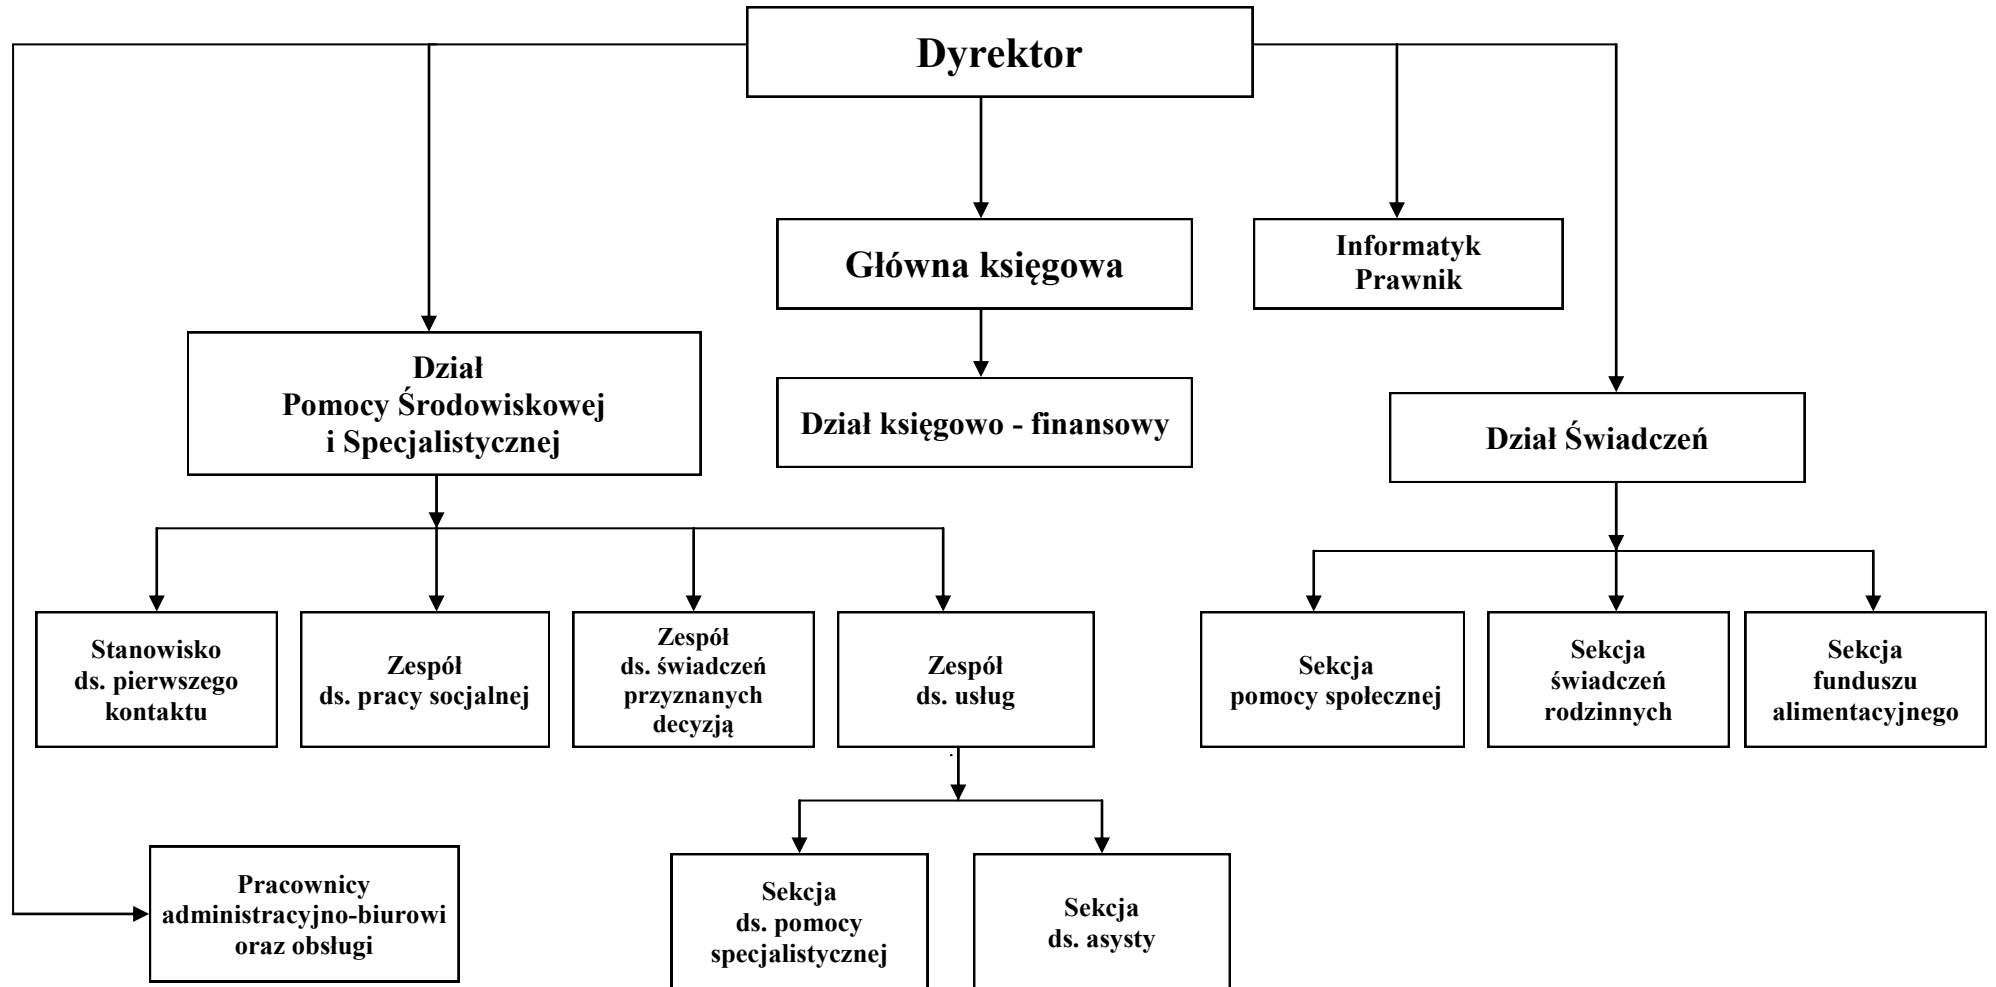 Dyrektor
Główna księgowa
Informatyk
Prawnik
Dział
Pomocy Środowiskowej
i Specjalistycznej
Dział księgowo - finansowy
Dział Świadczeń
Stanowisko
ds. pierwszego
kontaktu
Zespół
ds. pracy socjalnej
Zespół
ds. świadczeń
przyznanych
decyzją
Zespół
ds. usług
Sekcja
pomocy społecznej
Sekcja
świadczeń
rodzinnych
Sekcja
funduszu
alimentacyjnego
Pracownicy
administracyjno-biurowi
oraz obsługi
Sekcja
ds. pomocy
specjalistycznej
Sekcja
ds. asysty